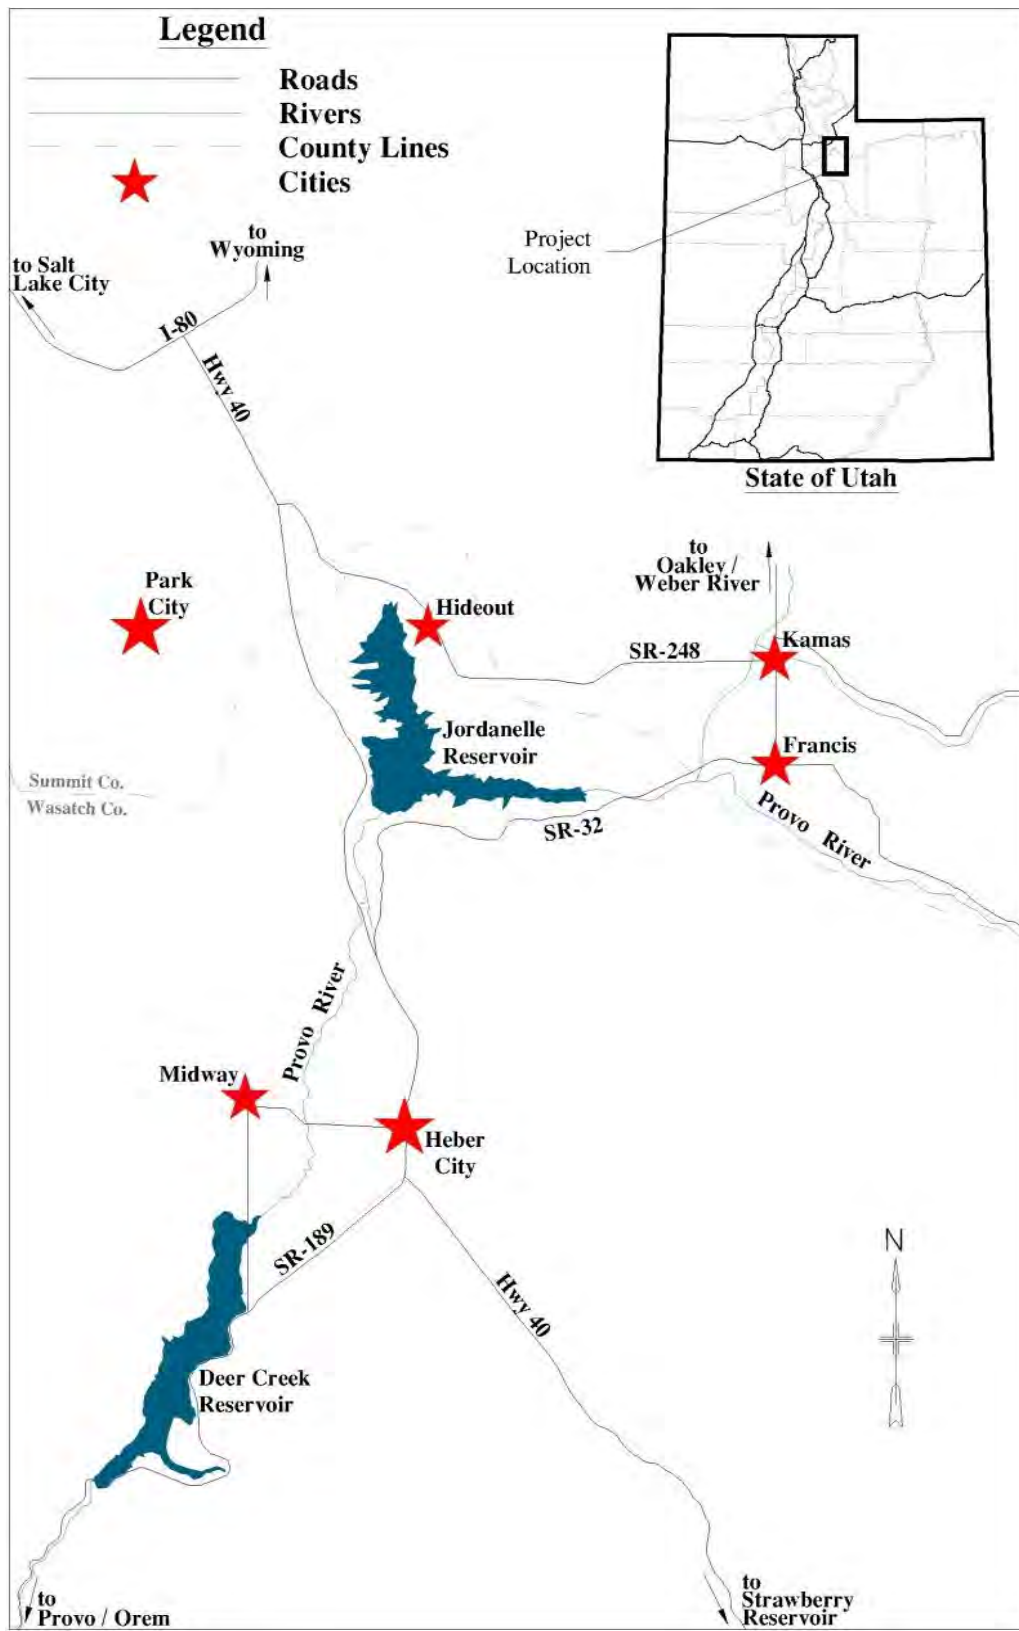 Legend
Roads
Rivers
County Lines
Cities
to
Wyoming
to Salt
Lake City
I-80
Hwy 40
Project
Location
State of Utah
to
Oakley /
Weber River
Park
City
Hideout
Kamas
SR-248
Jordanelle
Reservoir
Francis
Summit Co.
Wasatch Co.
SR-32
Provo River
Provo River
Midway
Heber
City
SR-189
Hwy 40
N
Deer Creek
Reservoir
to
Provo / Orem
to
Strawberry
Reservoir